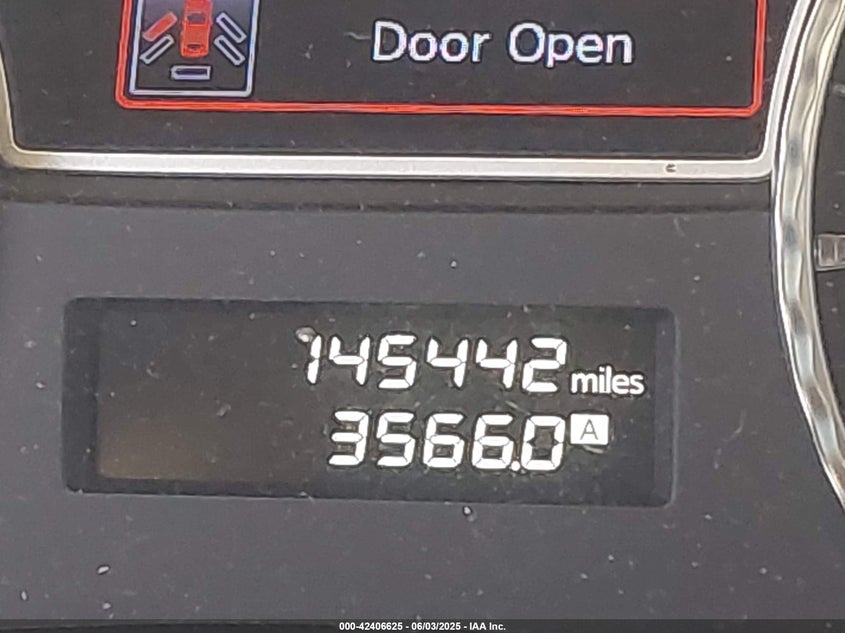 Door Open
145442 miles
3566.0 A
000-42406625 - 06/03/2025 - IAA Inc.